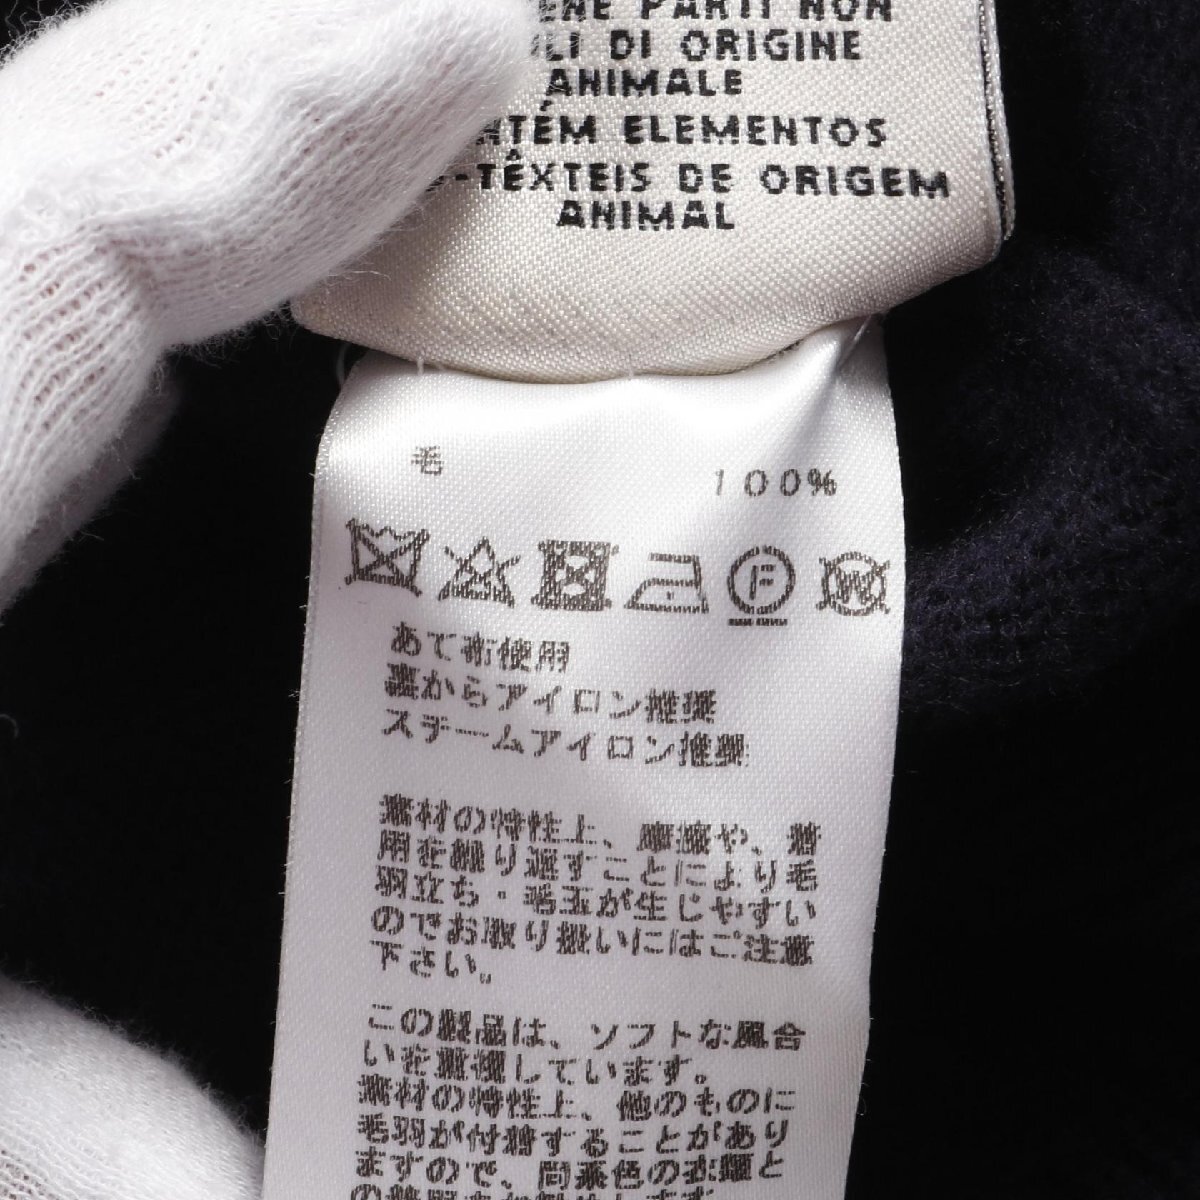 PARTI NON
DI ORIGINE
ANIMALE
ELEMENTOS
-TÊXTEIS DE ORIGEM
ANIMAL
毛 100%
F W
あて布使用
裏からアイロン推奨
スチームアイロン推奨
素材の特性上、摩擦や、着
用を繰り返すことにより毛
羽立ち・毛玉が生じやすい
のでお取り扱いにはご注意
下さい。
この製品は、ソフトな風合
いを重視しています。
素材の特性上、他のものに
毛羽が付着することがあり
ますので、同系色の衣類と